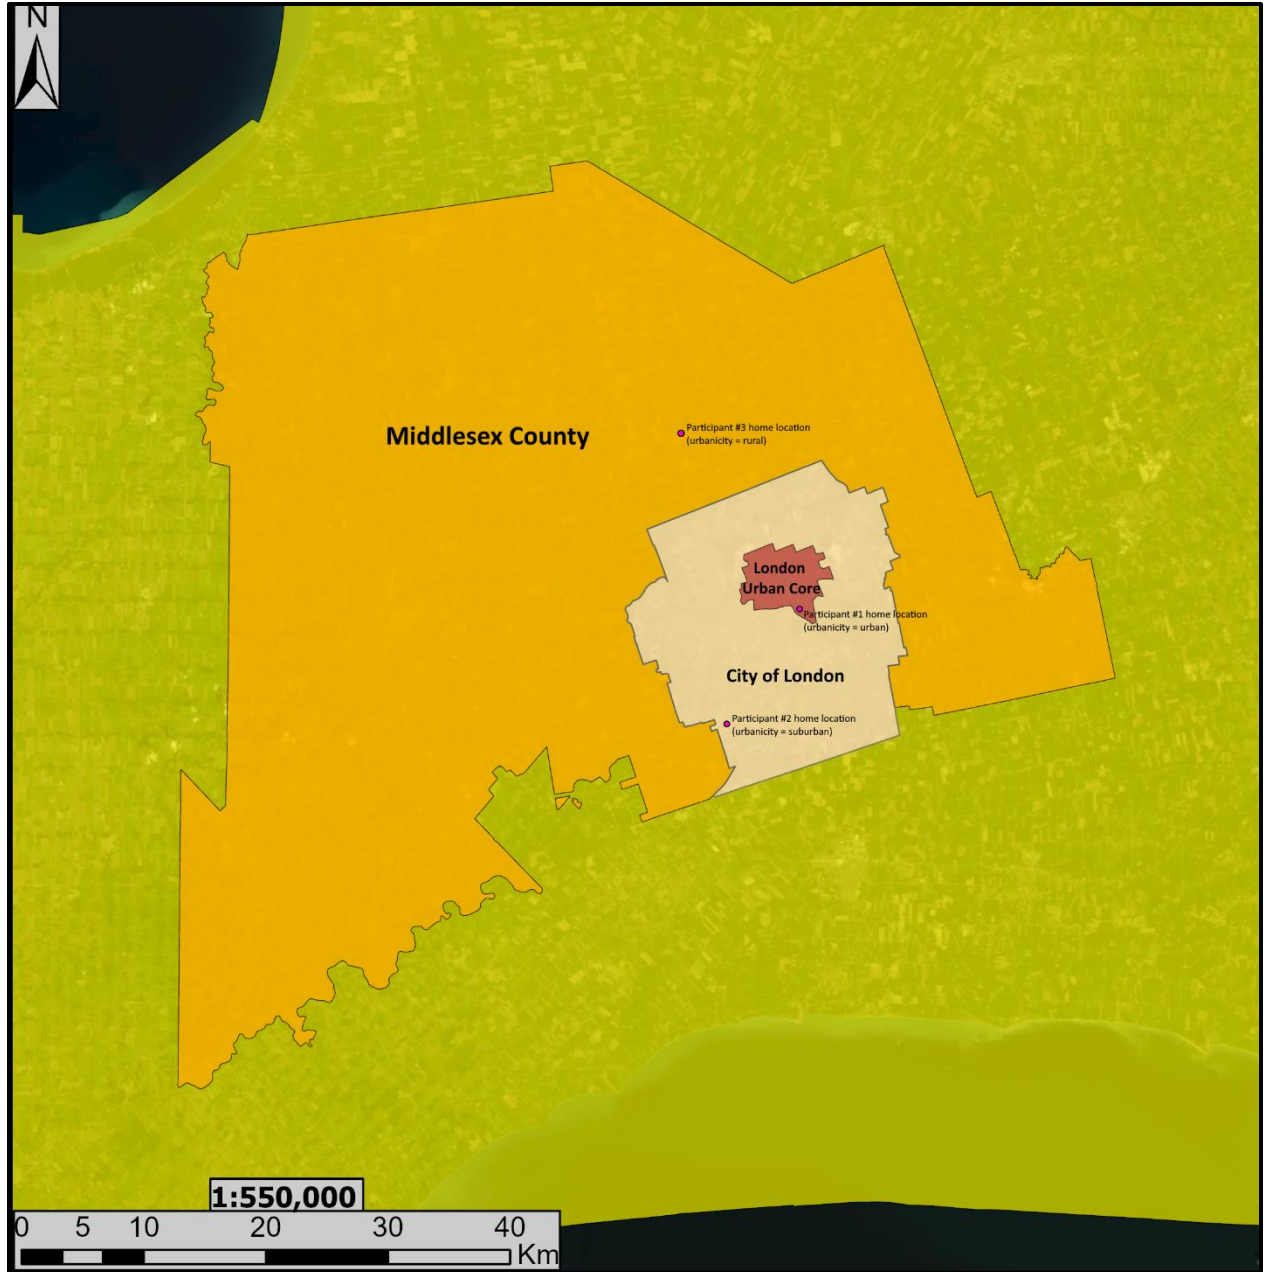 N
Middlesex County
Participant #3 home location
(urbanicity = rural)
London
Urban Core
Participant #1 home location
(urbanicity = urban)
City of London
Participant #2 home location
(urbanicity = suburban)
1:550,000
0 5 10 20 30 40
Km